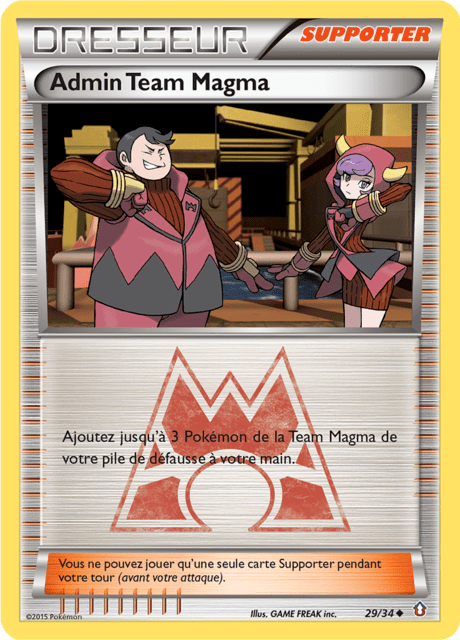 DRESSEUR SUPPORTER
Admin Team Magma
Ajoutez jusqu'à 3 Pokémon de la Team Magma de
votre pile de défausse à votre main.
Vous ne pouvez jouer qu'une seule carte Supporter pendant
votre tour (avant votre attaque).
©2015 Pokémon Illus. GAME FREAK inc. 29/34